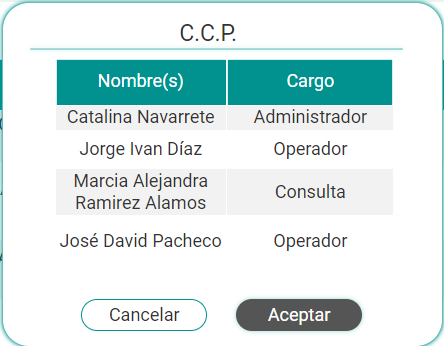 C.C.P.
Nombre(s) Cargo
Catalina Navarrete Administrador
Jorge Ivan Díaz Operador
Marcia Alejandra
Ramirez Alamos Consulta
José David Pacheco Operador
Cancelar Aceptar